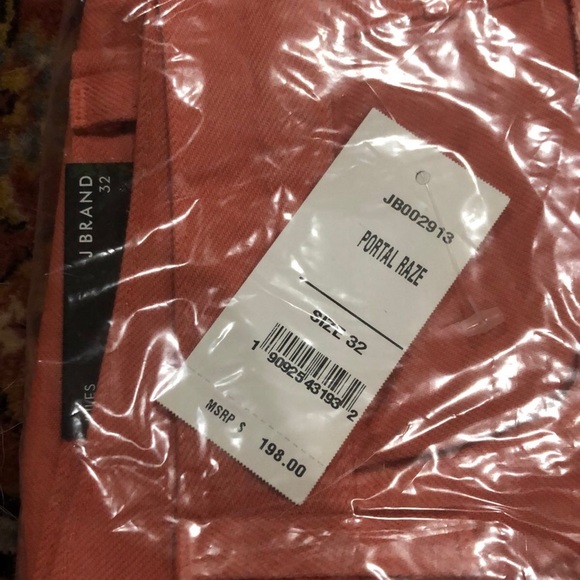 J BRAND
32
JB002913
PORTAL RAZE
SIZE 32
1 90925 43193 2
MSRP $ 198.00